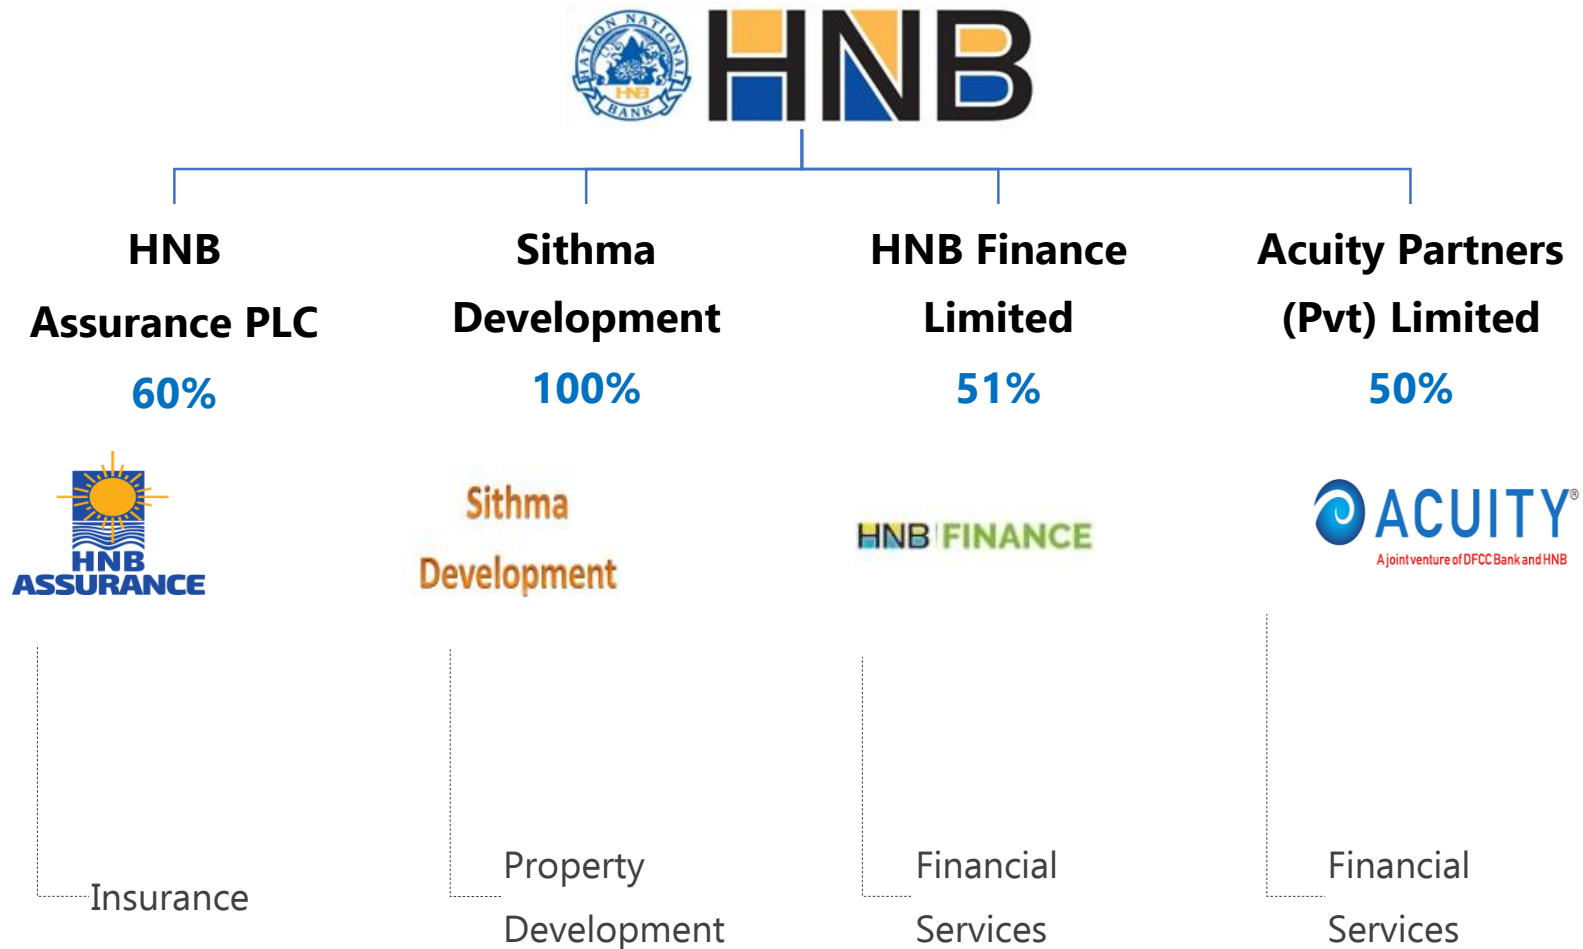 HATTON NATIONAL
HNB
BANK
HNB
HNB
Assurance PLC
60%
Sithma
Development
100%
HNB Finance
Limited
51%
Acuity Partners
(Pvt) Limited
50%
HNB
ASSURANCE
Sithma
Development
HNB FINANCE
ACUITY®
A joint venture of DFCC Bank and HNB
Insurance
Property
Development
Financial
Services
Financial
Services